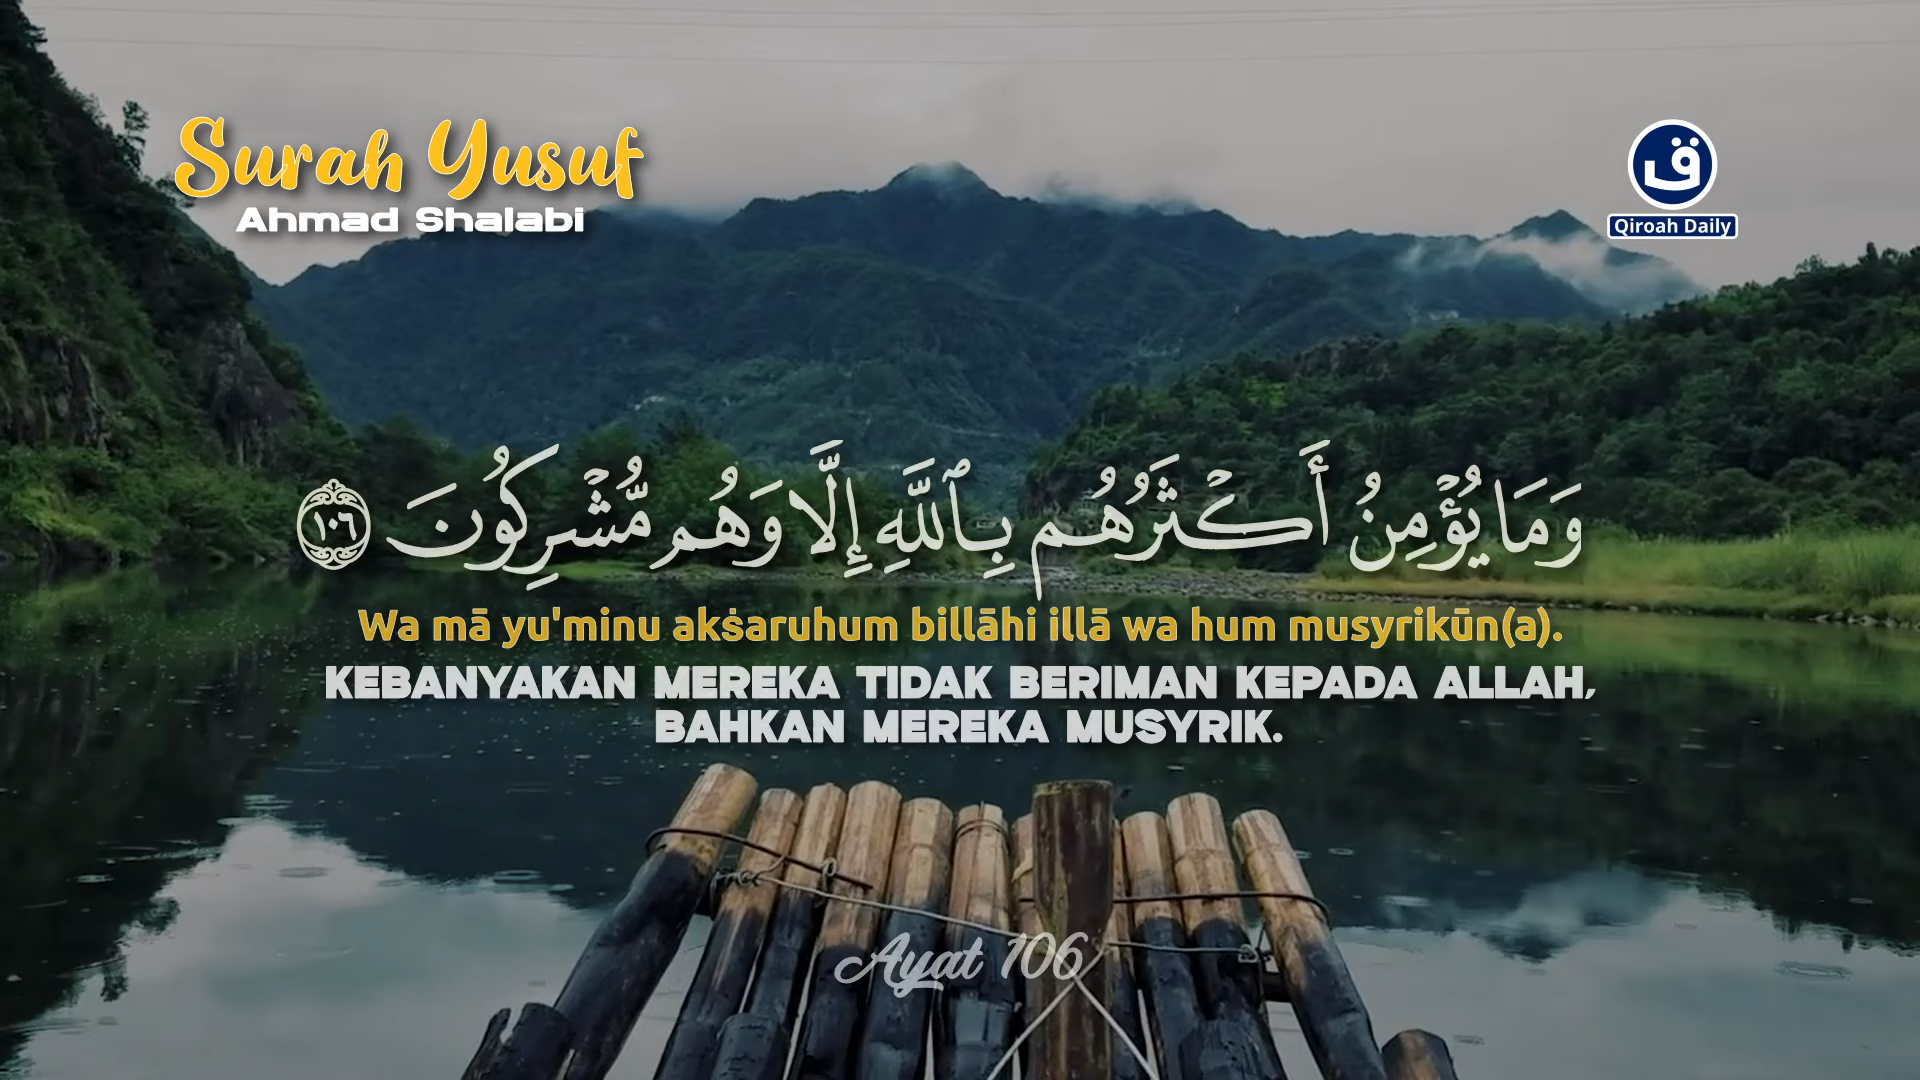 Surah Yusuf
Ahmad Shalabi
ق
Qiroah Daily
وَمَا يُؤْمِنُ أَكْثَرُهُم بِٱللَّهِ إِلَّا وَهُم مُّشْرِكُونَ ١٠٦
Wa mā yu'minu akṡaruhum billāhi illā wa hum musyrikūn(a).
KEBANYAKAN MEREKA TIDAK BERIMAN KEPADA ALLAH,
BAHKAN MEREKA MUSYRIK.
Ayat 106